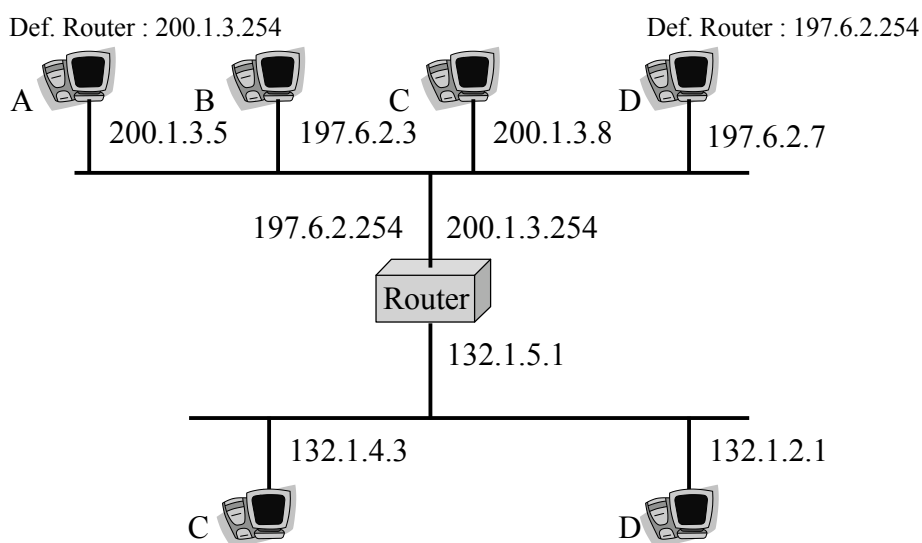 Def. Router : 200.1.3.254
Def. Router : 197.6.2.254
A
B
C
D
200.1.3.5
197.6.2.3
200.1.3.8
197.6.2.7
197.6.2.254
200.1.3.254
Router
132.1.5.1
132.1.4.3
132.1.2.1
C
D